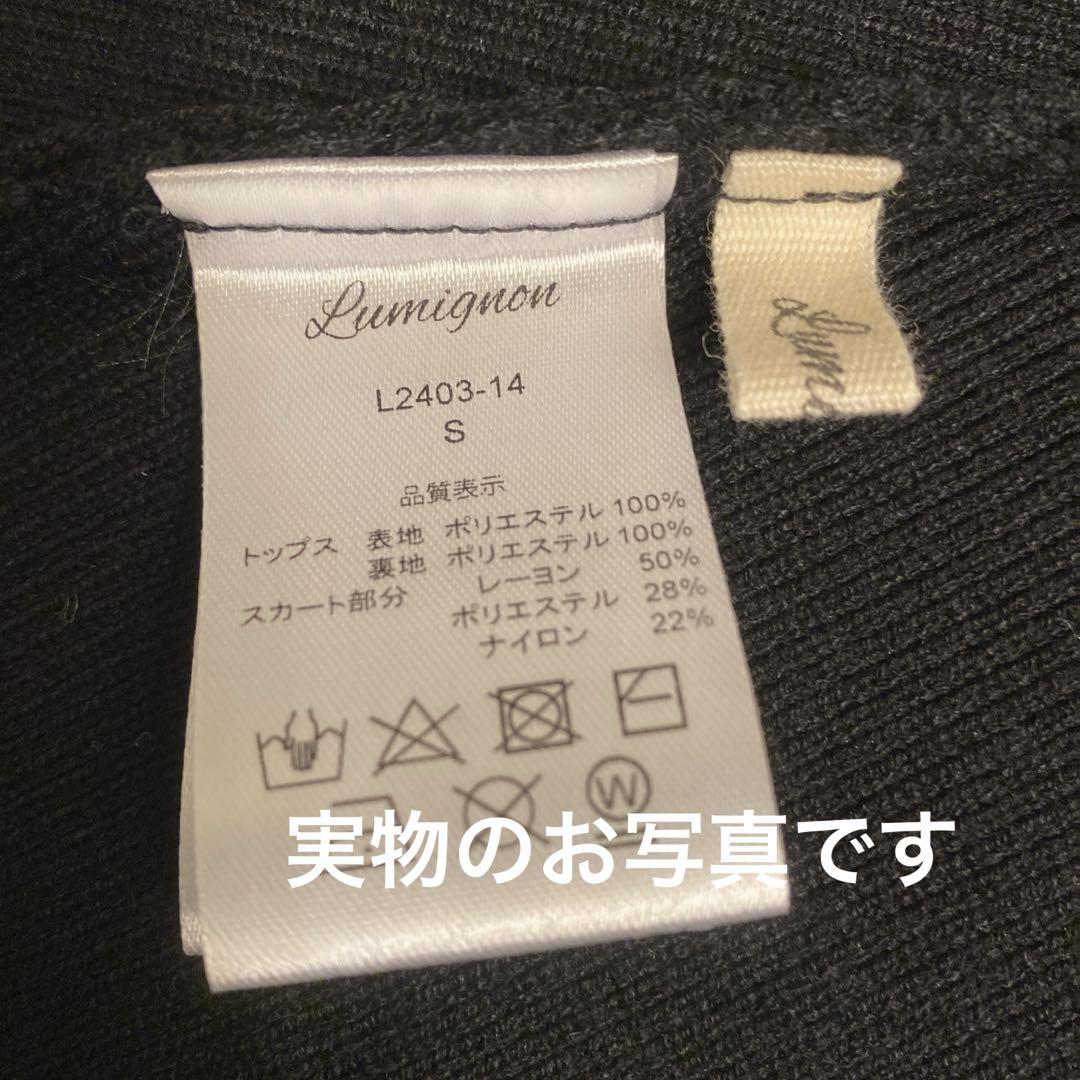 Lumignon
L2403-14
S
品質表示
トップス 表地 ポリエステル 100%
裏地 ポリエステル 100%
スカート部分 レーヨン 50%
ポリエステル 28%
ナイロン 22%
W
実物のお写真です
Lum